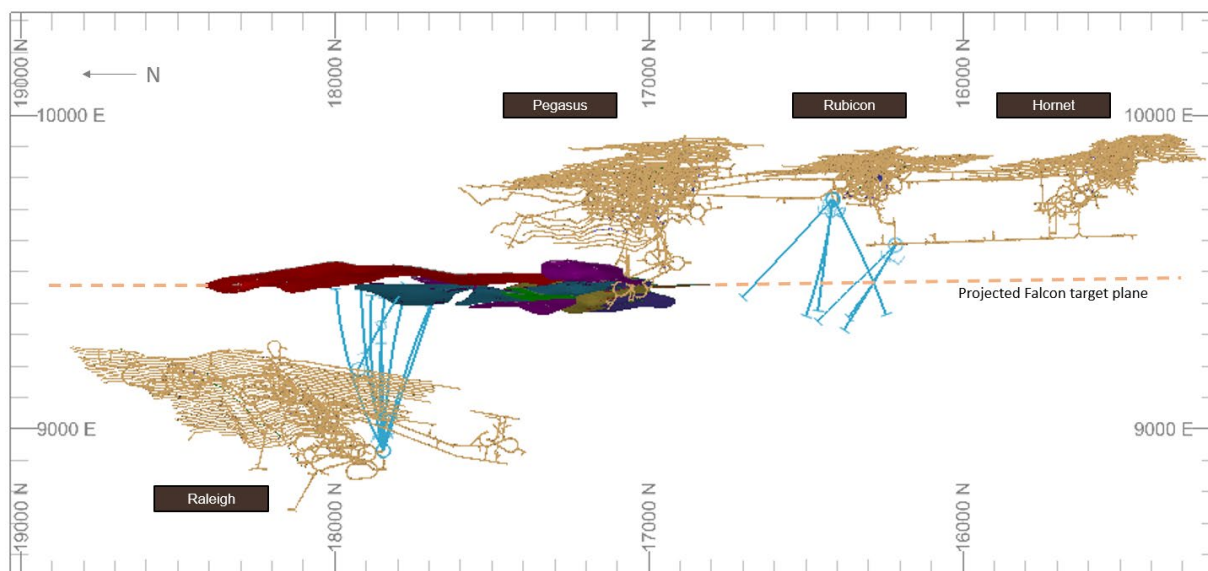 19000 N
18000 N
17000 N
16000 N
N
Pegasus
Rubicon
Hornet
10000 E
10000 E
Projected Falcon target plane
9000 E
9000 E
Raleigh
19000 N
18000 N
17000 N
16000 N